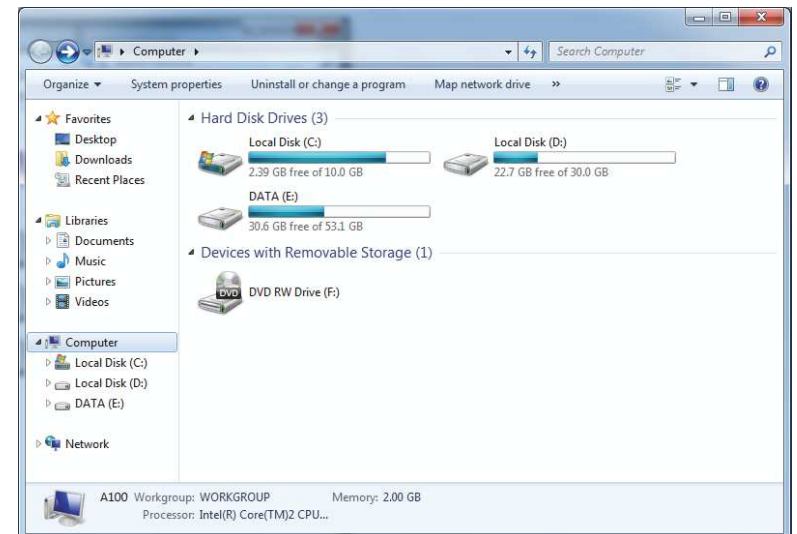 Computer
Search Computer
Organize
System properties
Uninstall or change a program
Map network drive
»
Favorites
Desktop
Downloads
Recent Places
Libraries
Documents
Music
Pictures
Videos
Computer
Local Disk (C:)
Local Disk (D:)
DATA (E:)
Network
Hard Disk Drives (3)
Local Disk (C:)
2.39 GB free of 10.0 GB
Local Disk (D:)
22.7 GB free of 30.0 GB
DATA (E:)
30.6 GB free of 53.1 GB
Devices with Removable Storage (1)
DVD
DVD RW Drive (F:)
A100 Workgroup: WORKGROUP Memory: 2.00 GB
Processor: Intel(R) Core(TM)2 CPU...